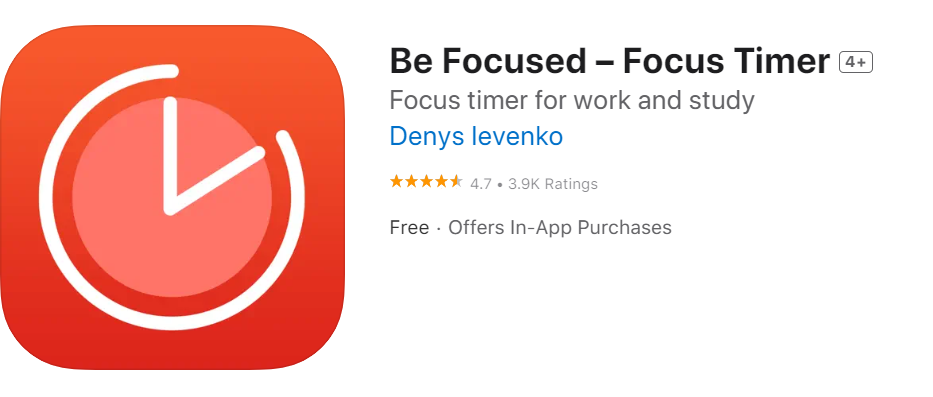 Be Focused – Focus Timer 4+
Focus timer for work and study
Denys Ievenko
4.7 • 3.9K Ratings
Free · Offers In-App Purchases